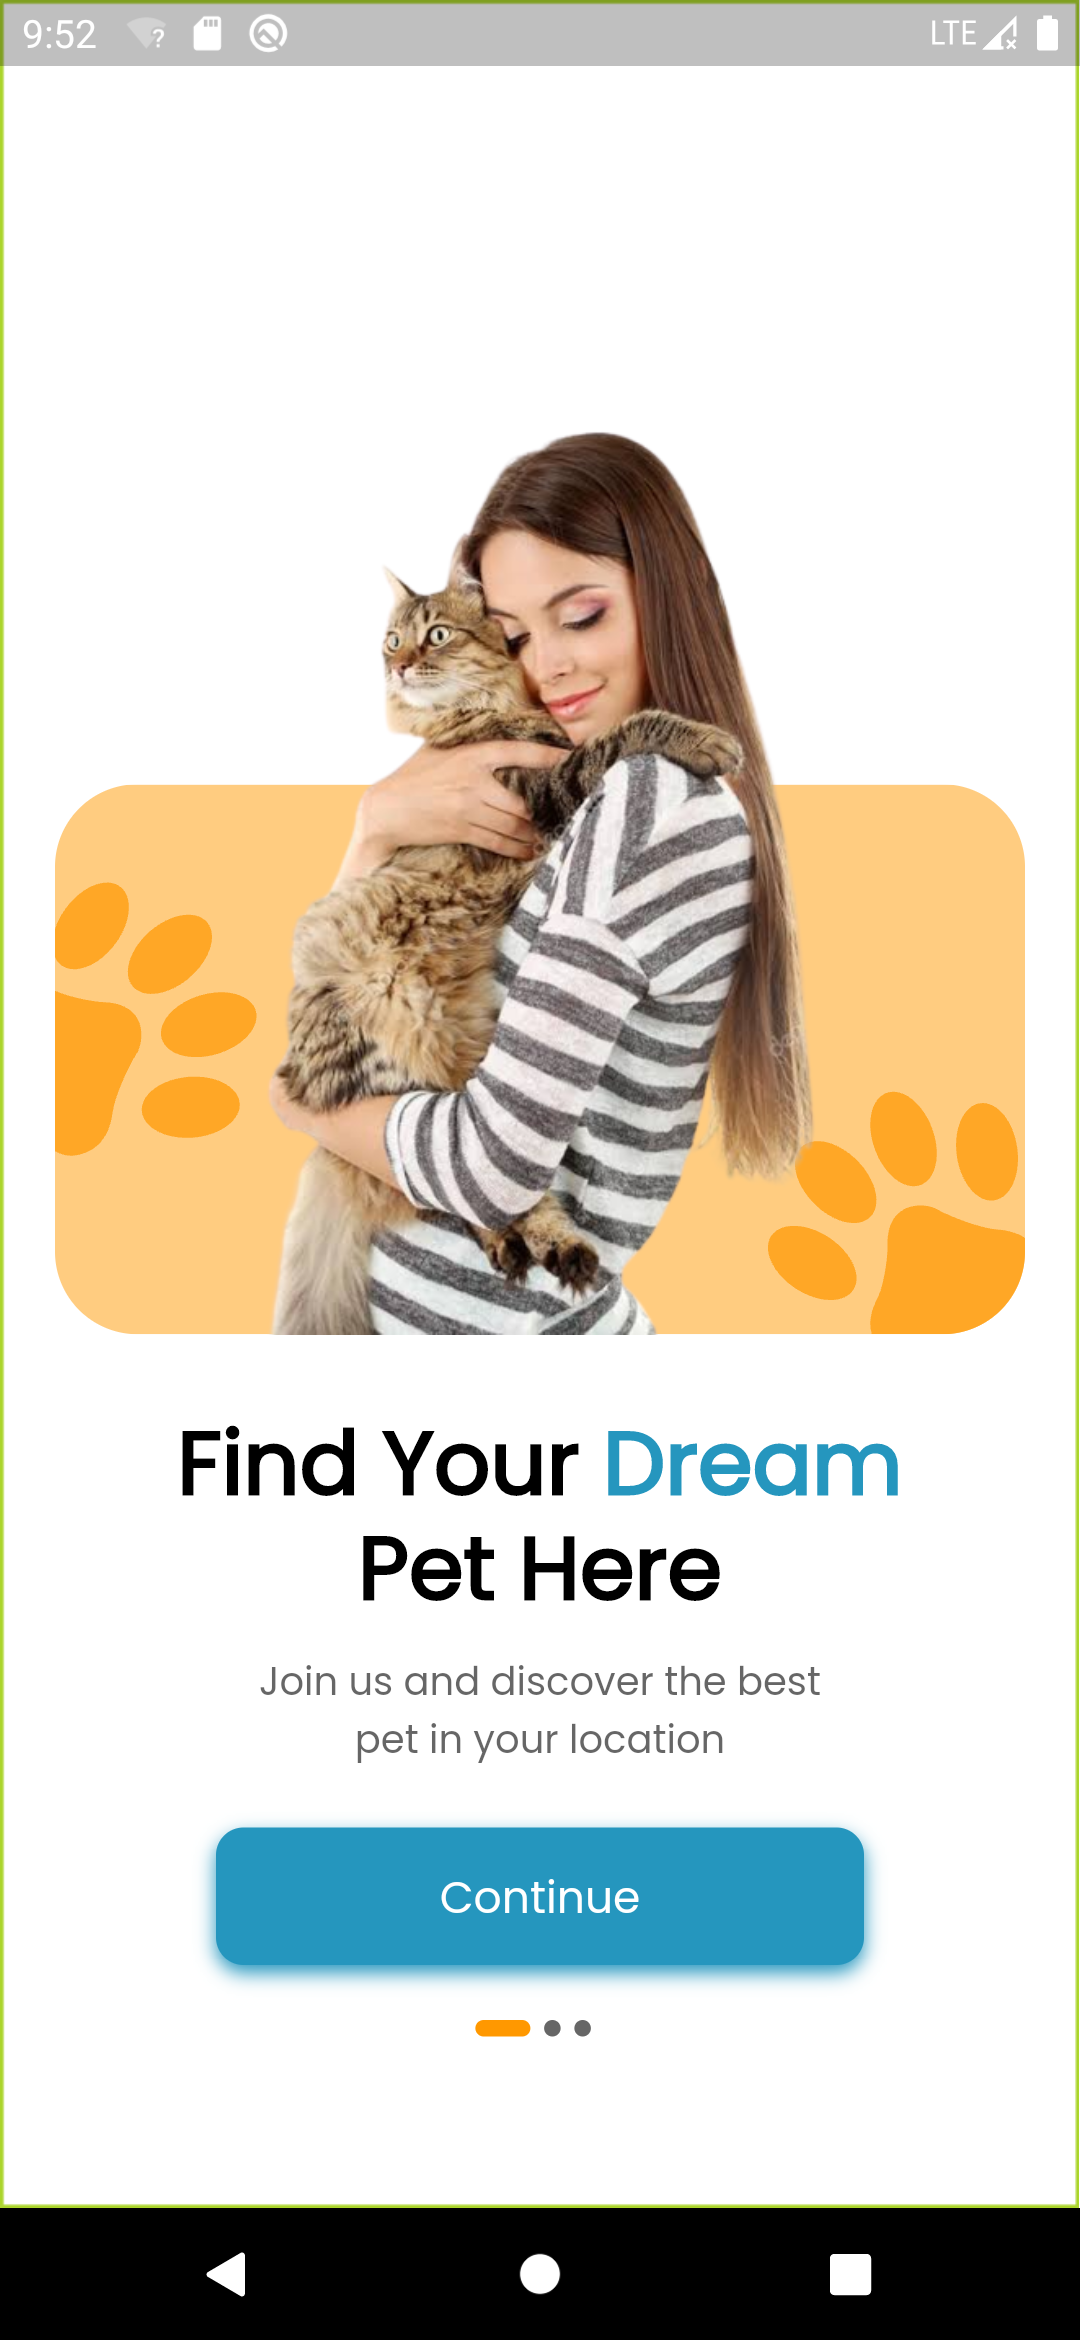 9:52
LTE
Find Your Dream
Pet Here
Join us and discover the best
pet in your location
Continue